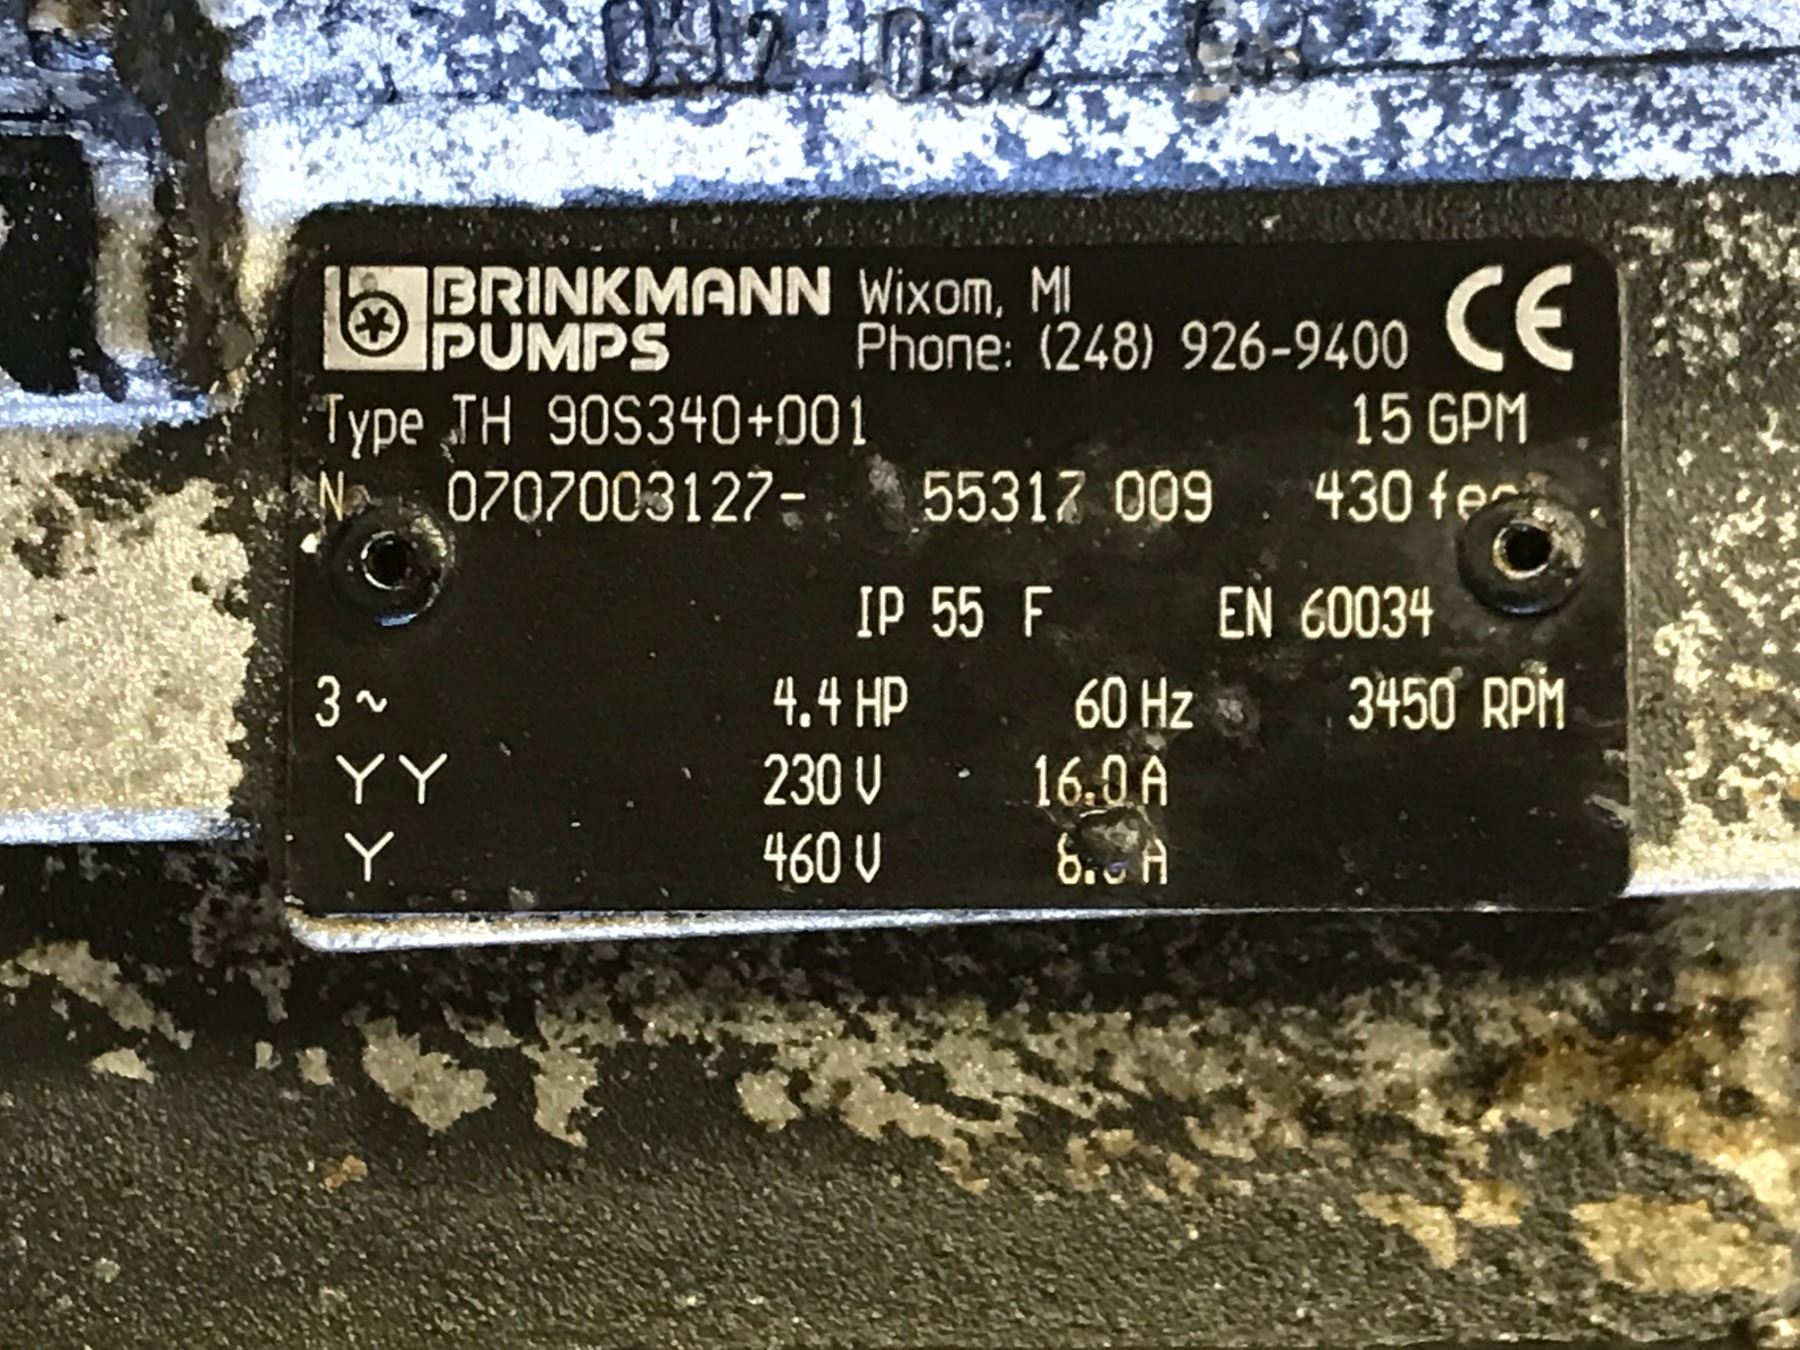 BRINKMANN PUMPS
Wixom, MI
Phone: (248) 926-9400
CE
Type TH 90S340+001 15 GPM
0707003127- 55317 009 430
IP 55 F EN 60034
3~ 4.4 HP 60 Hz 3450 RPM
YY 230 V 16.0 A
Y 460 V A